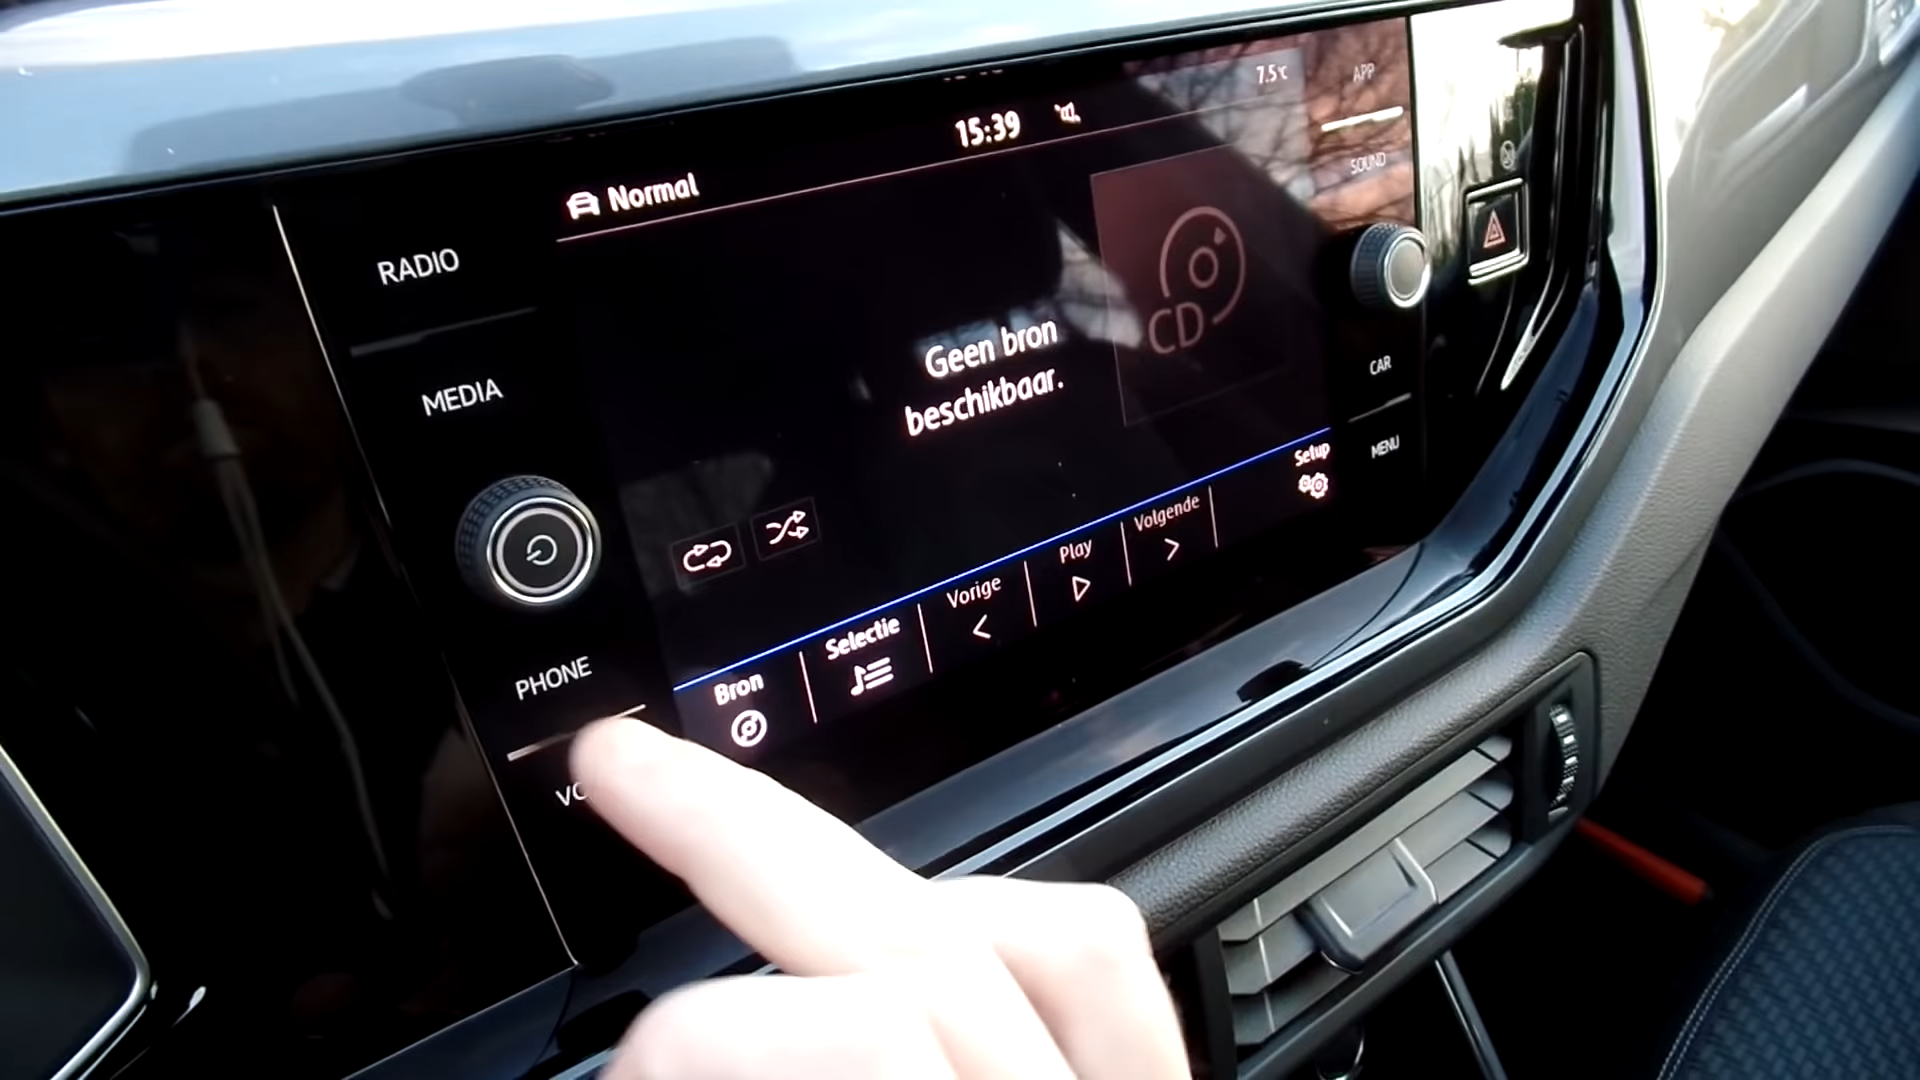 15:39
7.5°C
APP
Normal
SOUND
RADIO
CD
Geen bron
beschikbaar.
CAR
MEDIA
MENU
Setup
Volgende
Play
Vorige
Selectie
Bron
PHONE